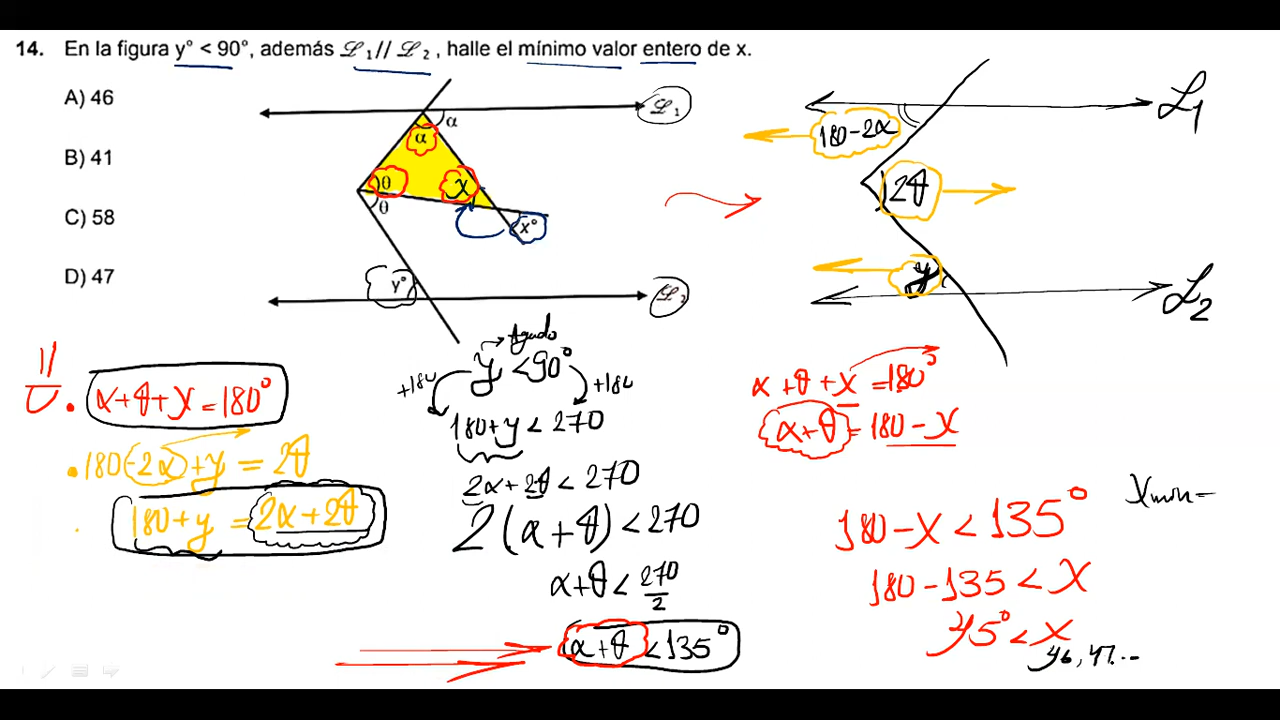 14. En la figura y° < 90°, además ℒ₁ // ℒ₂, halle el mínimo valor entero de x.
A) 46
B) 41
C) 58
D) 47
ℒ₁
α
α
θ
x
θ
x°
y°
ℒ₂
ℒ₁
180-2α
2θ
y
ℒ₂
α+θ+x=180°
180-2α+y=2θ
180+y=2α+2θ
Agudo
y<90°
+180 +180
180+y<270
2α+2θ<270
2(α+θ)<270
α+θ<270/2
α+θ<135°
α+θ+x=180°
α+θ=180-x
180-x<135°
180-135<x
45°<x
46, 47...
Xmin=